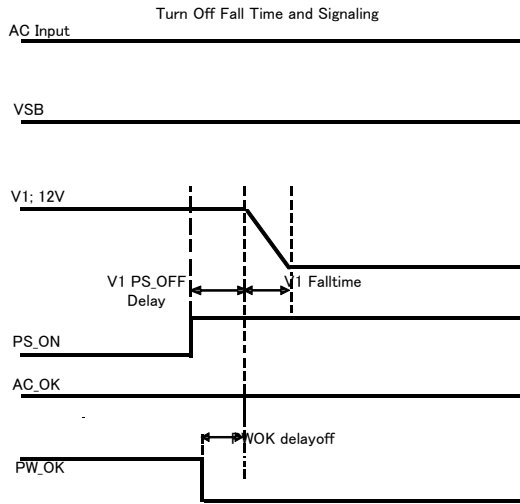 Turn Off Fall Time and Signaling
AC Input
VSB
V1; 12V
V1 PS_OFF
Delay
V1 Falltime
PS_ON
AC_OK
PWOK delayoff
PW_OK